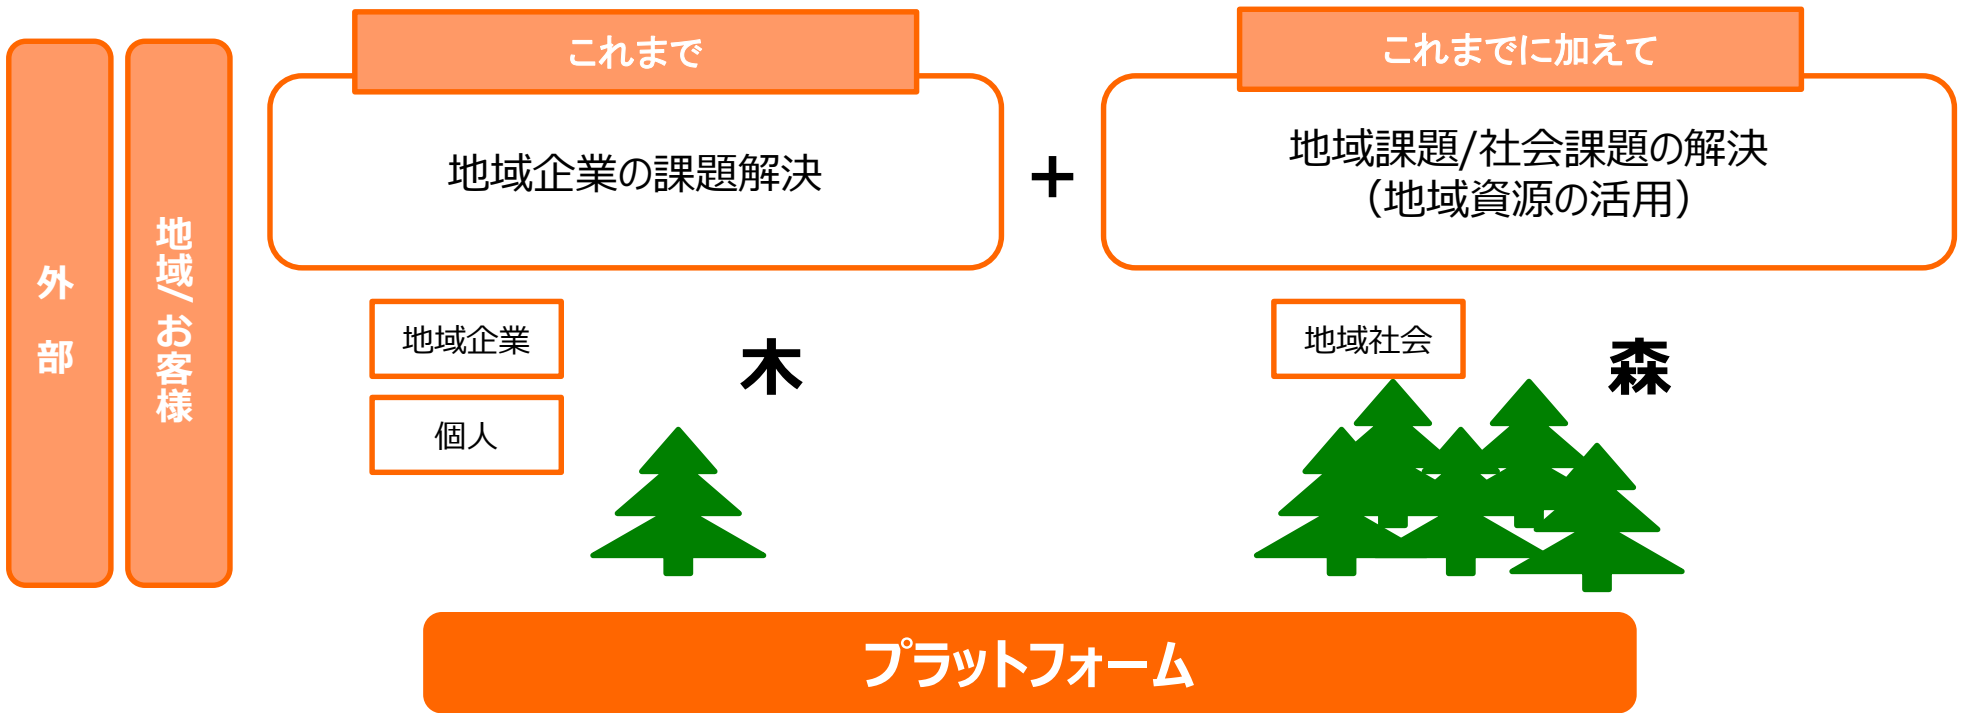 外部
地域/お客様
これまで
地域企業の課題解決
+
これまでに加えて
地域課題/社会課題の解決
（地域資源の活用）
地域企業
個人
木
地域社会
森
プラットフォーム